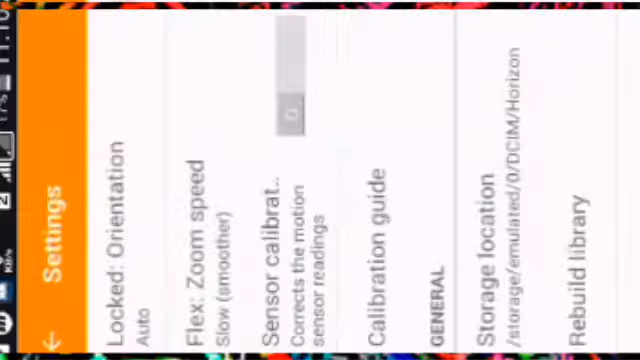 Settings
Locked: Orientation
Auto
Flex: Zoom speed
Slow (smoother)
Sensor calibrat..
Corrects the motion
sensor readings
Calibration guide
GENERAL
Storage location
/storage/emulated/0/DCIM/Horizon
Rebuild library